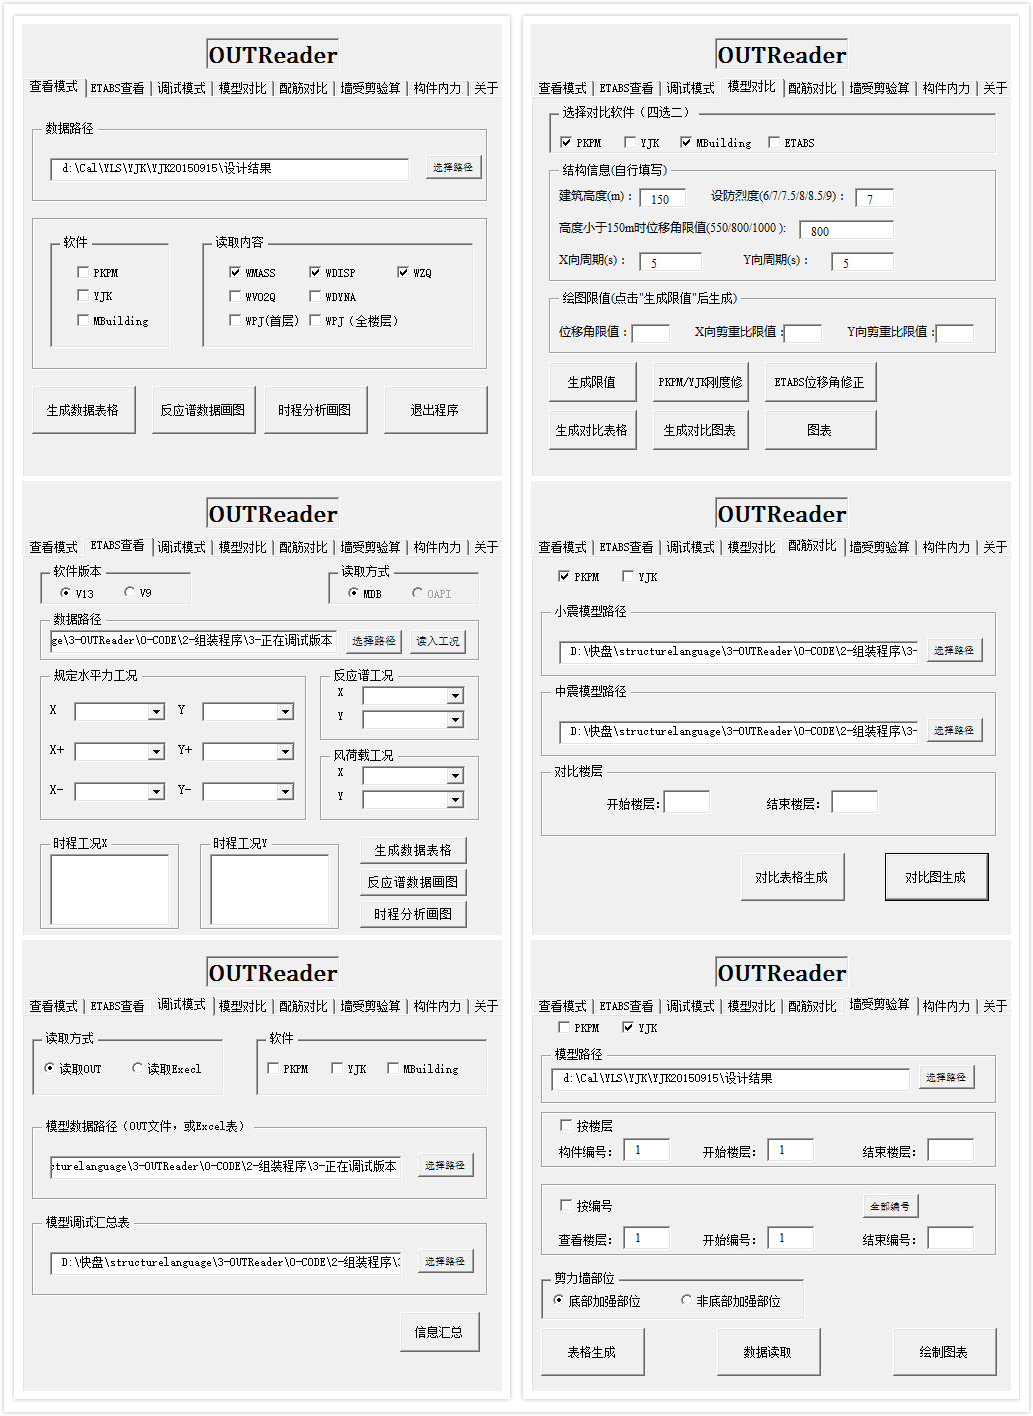 OUTReader
查看模式 ETABS查看 调试模式 模型对比 配筋对比 墙受剪验算 构件内力 关于
数据路径
d:\Cal\YLS\YJK\YJK20150915\设计结果 选择路径
软件 读取内容
PKPM WMASS WDISP WZQ
YJK WVO2Q WDYNA
MBuilding WPJ(首层) WPJ（全楼层）
生成数据表格 反应谱数据画图 时程分析画图 退出程序
OUTReader
查看模式 ETABS查看 调试模式 模型对比 配筋对比 墙受剪验算 构件内力 关于
选择对比软件（四选二）
PKPM YJK MBuilding ETABS
结构信息(自行填写)
建筑高度(m)： 150 设防烈度(6/7/7.5/8/8.5/9)： 7
高度小于150m时位移角限值(550/800/1000 ): 800
X向周期(s)： 5 Y向周期(s)： 5
绘图限值(点击"生成限值"后生成)
位移角限值： X向剪重比限值： Y向剪重比限值：
生成限值 PKPM/YJK刚度修 ETABS位移角修正
生成对比表格 生成对比图表 图表
OUTReader
查看模式 ETABS查看 调试模式 模型对比 配筋对比 墙受剪验算 构件内力 关于
软件版本 读取方式
V13 V9 MDB OAPI
数据路径
ge\3-OUTReader\0-CODE\2-组装程序\3-正在调试版本 选择路径 读入工况
规定水平力工况 反应谱工况
X Y X
Y
X+ Y+ 风荷载工况
X
X- Y- Y
时程工况X 时程工况Y 生成数据表格
反应谱数据画图
时程分析画图
OUTReader
查看模式 ETABS查看 调试模式 模型对比 配筋对比 墙受剪验算 构件内力 关于
PKPM YJK
小震模型路径
D:\快盘\structurelanguage\3-OUTReader\0-CODE\2-组装程序\3- 选择路径
中震模型路径
D:\快盘\structurelanguage\3-OUTReader\0-CODE\2-组装程序\3- 选择路径
对比楼层
开始楼层： 结束楼层：
对比表格生成 对比图生成
OUTReader
查看模式 ETABS查看 调试模式 模型对比 配筋对比 墙受剪验算 构件内力 关于
读取方式 软件
读取OUT 读取Execl PKPM YJK MBuilding
模型数据路径（OUT文件，或Excel表）
cturelanguage\3-OUTReader\0-CODE\2-组装程序\3-正在调试版本 选择路径
模型调试汇总表
D:\快盘\structurelanguage\3-OUTReader\0-CODE\2-组装程序\3 选择路径
信息汇总
OUTReader
查看模式 ETABS查看 调试模式 模型对比 配筋对比 墙受剪验算 构件内力 关于
PKPM YJK
模型路径
d:\Cal\YLS\YJK\YJK20150915\设计结果 选择路径
按楼层
构件编号： 1 开始楼层： 1 结束楼层：
按编号 全部编号
查看楼层： 1 开始编号： 1 结束编号：
剪力墙部位
底部加强部位 非底部加强部位
表格生成 数据读取 绘制图表